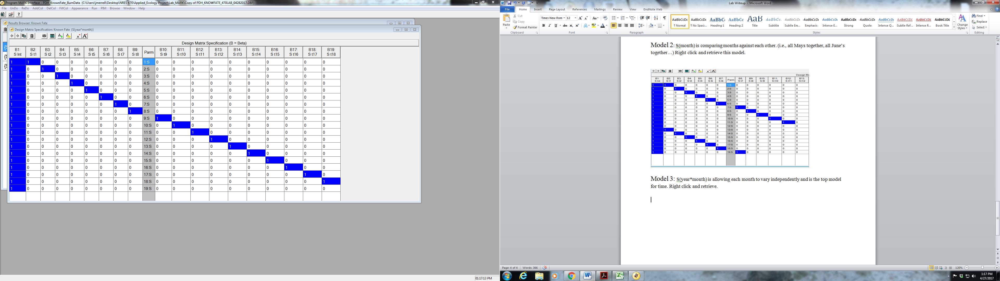 Program MARK Interface - PDH_KnownFate_BurnData (C:\Users\jmerrell\Desktop\NRES 670\Applied_Ecology Project\Lab_MARK\Copy of PDH_KNOWFATE_470LAB_04282017.DBF)
File UnDo ReDo AddCol DelCol FillCol Appearance Run PIM Browse Window Help
Results Browser: Known Fate
Design Matrix Specification: Known Fate {S(year*month)}
Design Matrix Specification (B = Beta)
B1: B2: B3: B4: B5: B6: B7: B8: B9: Parm B10: B11: B12: B13: B14: B15: B16: B17: B18: B19:
S Int S t1 S t2 S t3 S t4 S t5 S t6 S t7 S t8 S t9 S t10 S t11 S t12 S t13 S t14 S t15 S t16 S t17 S t18
1 1 0 0 0 0 0 0 0 1:S 0 0 0 0 0 0 0 0 0 0
1 0 1 0 0 0 0 0 0 2:S 0 0 0 0 0 0 0 0 0 0
1 0 0 1 0 0 0 0 0 3:S 0 0 0 0 0 0 0 0 0 0
1 0 0 0 1 0 0 0 0 4:S 0 0 0 0 0 0 0 0 0 0
1 0 0 0 0 1 0 0 0 5:S 0 0 0 0 0 0 0 0 0 0
1 0 0 0 0 0 1 0 0 6:S 0 0 0 0 0 0 0 0 0 0
1 0 0 0 0 0 0 1 0 7:S 0 0 0 0 0 0 0 0 0 0
1 0 0 0 0 0 0 0 1 8:S 0 0 0 0 0 0 0 0 0 0
1 0 0 0 0 0 0 0 0 9:S 1 0 0 0 0 0 0 0 0 0
1 0 0 0 0 0 0 0 0 10:S 0 1 0 0 0 0 0 0 0 0
1 0 0 0 0 0 0 0 0 11:S 0 0 1 0 0 0 0 0 0 0
1 0 0 0 0 0 0 0 0 12:S 0 0 0 1 0 0 0 0 0 0
1 0 0 0 0 0 0 0 0 13:S 0 0 0 0 1 0 0 0 0 0
1 0 0 0 0 0 0 0 0 14:S 0 0 0 0 0 1 0 0 0 0
1 0 0 0 0 0 0 0 0 15:S 0 0 0 0 0 0 1 0 0 0
1 0 0 0 0 0 0 0 0 16:S 0 0 0 0 0 0 0 1 0 0
1 0 0 0 0 0 0 0 0 17:S 0 0 0 0 0 0 0 0 1 0
1 0 0 0 0 0 0 0 0 18:S 0 0 0 0 0 0 0 0 0 1
1 0 0 0 0 0 0 0 0 19:S 0 0 0 0 0 0 0 0 0 0
01:17:13 PM
Lab Writeup - Microsoft Word
File Home Insert Page Layout References Mailings Review View EndNote Web
Cut
Copy
Format Painter
Paste
Clipboard
Times New Rom 12
Font
Paragraph
AaBbCcDc AaBbCcDc AaBbC AaBbCc AaB AaBbCc. AaBbCcDt AaBbCcDt AaBbCcDt AaBbCcDc AaBbCcDt AaBbCcDt AABBCCDD AABBCCDD AABBCCDD
¶ Normal ¶ No Spaci... Heading 1 Heading 2 Title Subtitle Subtle Em... Emphasis Intense E... Strong Quote Intense Q... Subtle Ref... Intense R... Book Title
Styles
Change
Styles
Find
Replace
Select
Editing
Model 2: S(month) is comparing months against each other. (i.e., all Mays together, all June's
together…) Right click and retrieve this model.
Design Ma
B1: B2: B3: B4: B5: B6: B7: Parm B8: B9: B10: B11: B12: B13:
S Int S t1 S t2 S t3 S t4 S t5 S t6 S t7 S t8 S t9 S t10 S t11 S t12
1 1 0 0 0 0 0 1:S 0 0 0 0 0 0
1 0 1 0 0 0 0 2:S 0 0 0 0 0 0
1 0 0 1 0 0 0 3:S 0 0 0 0 0 0
1 0 0 0 1 0 0 4:S 0 0 0 0 0 0
1 0 0 0 0 1 0 5:S 0 0 0 0 0 0
1 0 0 0 0 0 1 6:S 0 0 0 0 0 0
1 0 0 0 0 0 0 7:S 1 0 0 0 0 0
1 0 0 0 0 0 0 8:S 0 1 0 0 0 0
1 0 0 0 0 0 0 9:S 0 0 1 0 0 0
1 0 0 0 0 0 0 10:S 0 0 0 1 0 0
1 0 0 0 0 0 0 11:S 0 0 0 0 1 0
1 0 0 0 0 0 0 12:S 0 0 0 0 0 0
1 1 0 0 0 0 0 13:S 0 0 0 0 0 0
1 0 1 0 0 0 0 14:S 0 0 0 0 0 0
1 0 0 1 0 0 0 15:S 0 0 0 0 0 0
1 0 0 0 1 0 0 16:S 0 0 0 0 0 0
1 0 0 0 0 1 0 17:S 0 0 0 0 0 0
1 0 0 0 0 0 1 18:S 0 0 0 0 0 0
1 0 0 0 0 0 0 19:S 1 0 0 0 0 0
Model 3: S(year*month) is allowing each month to vary independently and is the top model
for time. Right click and retrieve.
Page: 4 of 4 Words: 366
120%
1:17 PM
4/27/2017